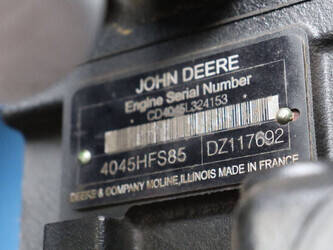 JOHN DEERE
Engine Serial Number
CD4045L324153
4045HFS85 DZ117692
DEERE & COMPANY MOLINE, ILLINOIS MADE IN FRANCE